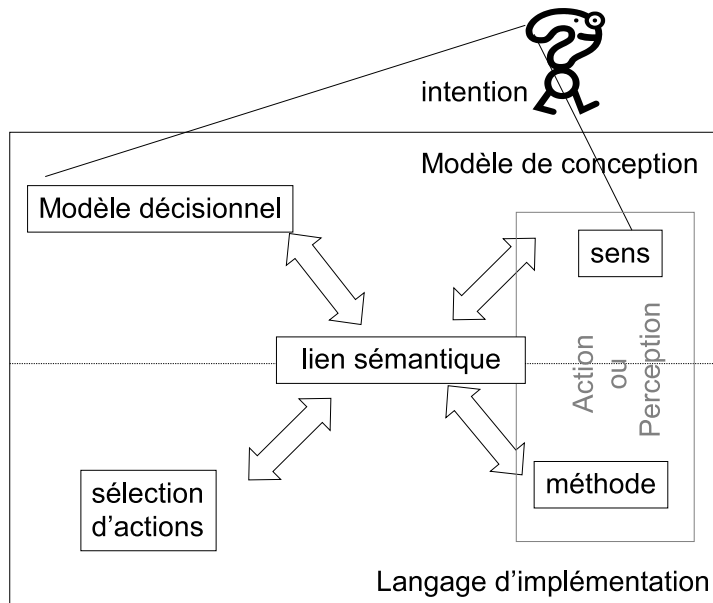 intention
Modèle de conception
Modèle décisionnel
sens
lien sémantique
Action
ou
Perception
sélection
d’actions
méthode
Langage d’implémentation